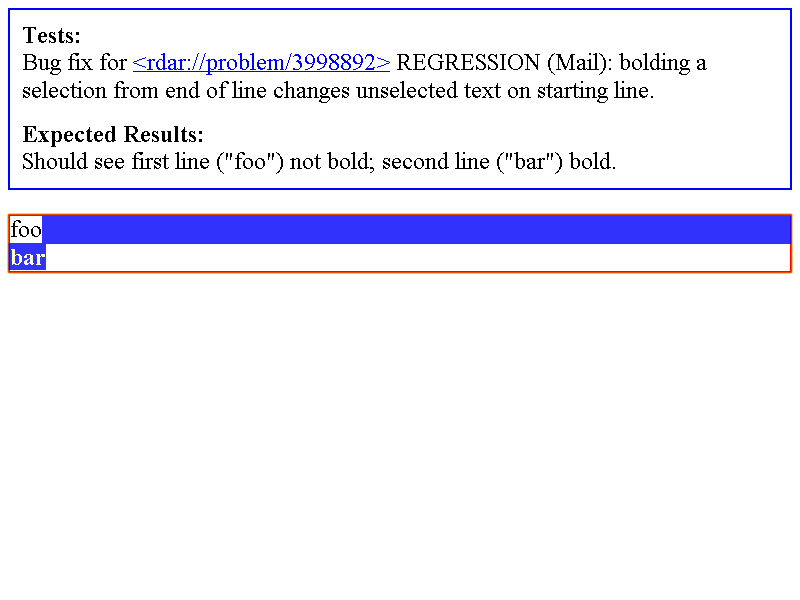 Tests:
Bug fix for <rdar://problem/3998892> REGRESSION (Mail): bolding a
selection from end of line changes unselected text on starting line.
Expected Results:
Should see first line ("foo") not bold; second line ("bar") bold.
foo
bar